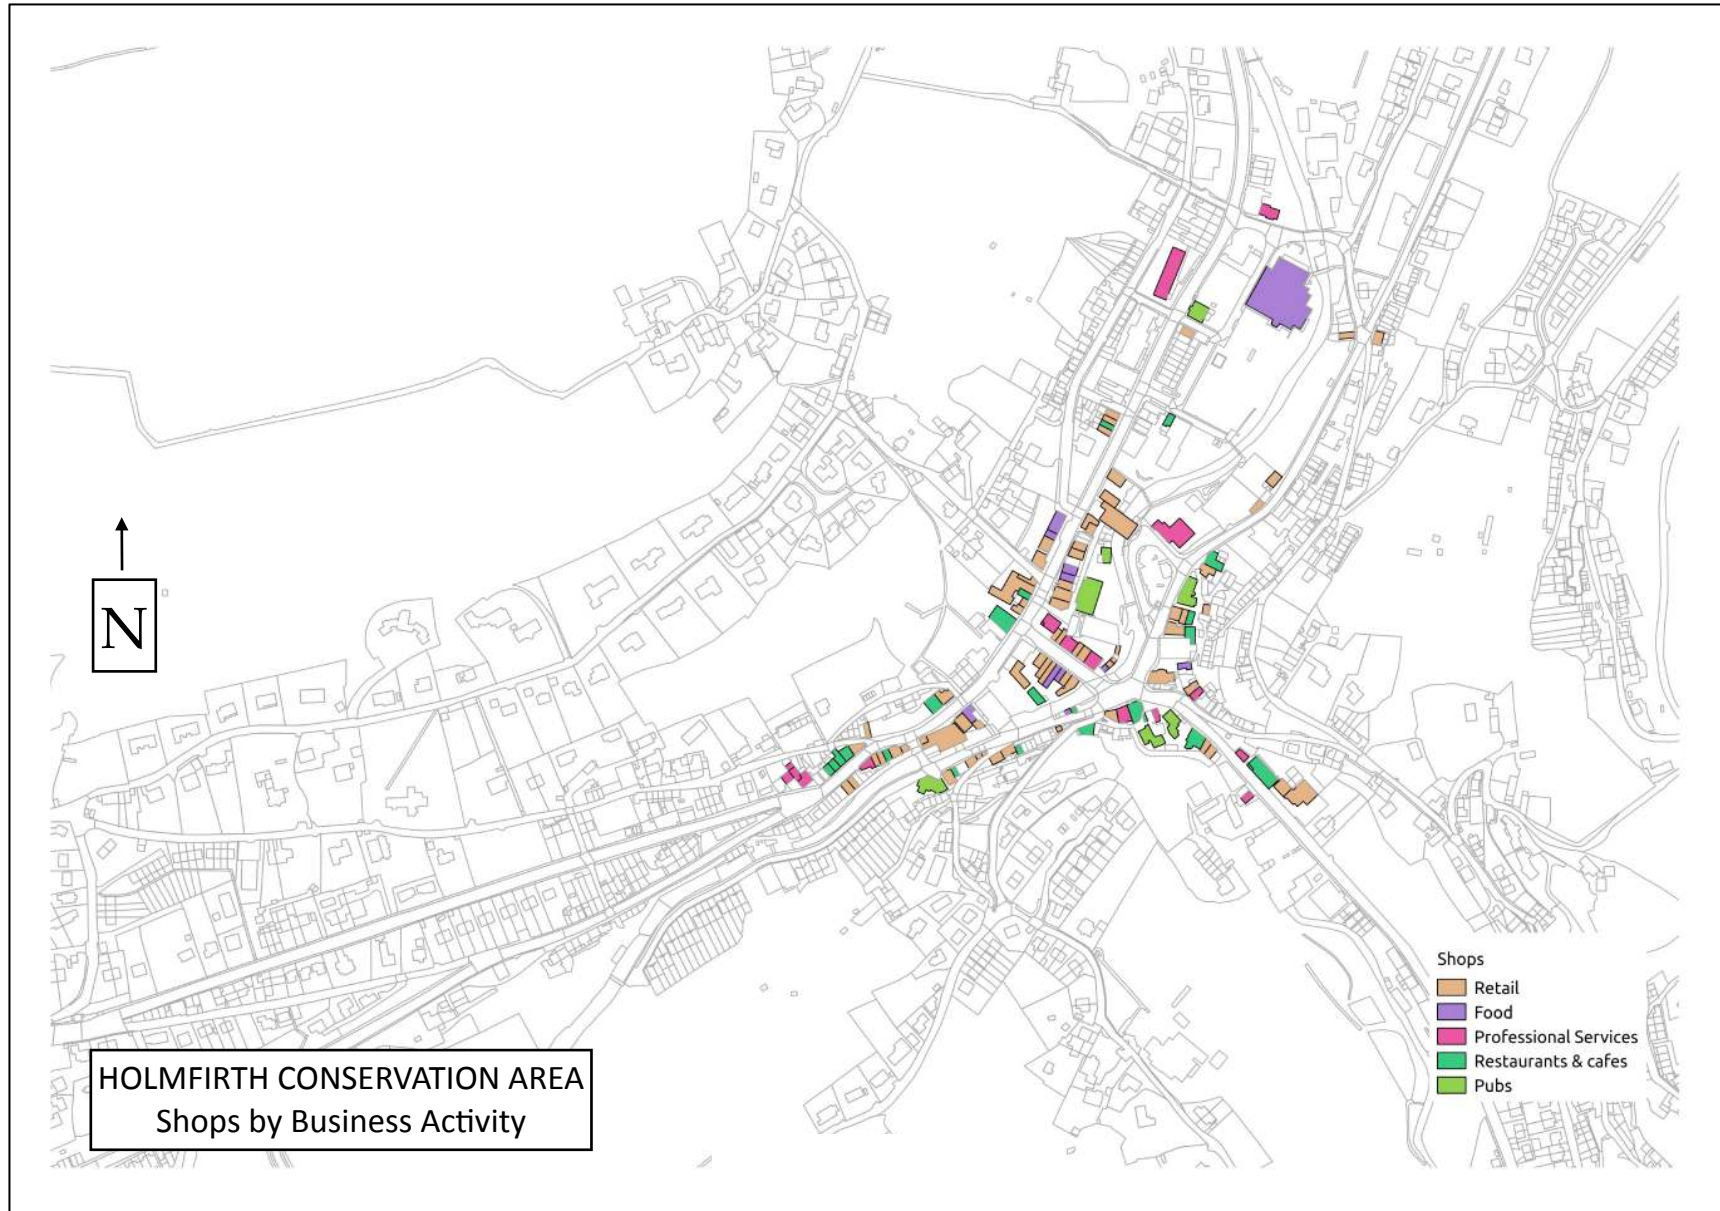 N
HOLMFIRTH CONSERVATION AREA
Shops by Business Activity
Shops
Retail
Food
Professional Services
Restaurants & cafes
Pubs